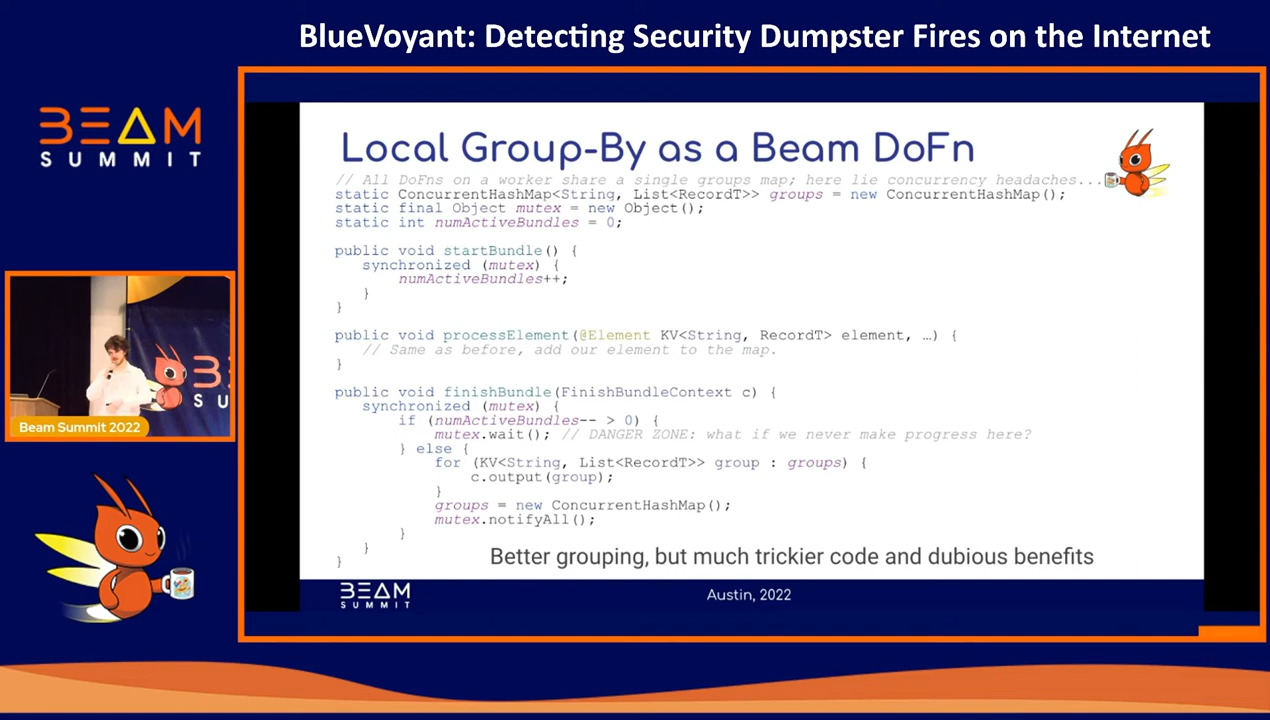 BlueVoyant: Detecting Security Dumpster Fires on the Internet
BEAM
SUMMIT
Local Group-By as a Beam DoFn
// All DoFns on a worker share a single groups map; here lie concurrency headaches...
static ConcurrentHashMap<String, List<RecordT>> groups = new ConcurrentHashMap();
static final Object mutex = new Object();
static int numActiveBundles = 0;
public void startBundle() {
synchronized (mutex) {
numActiveBundles++;
}
}
public void processElement(@Element KV<String, RecordT> element, …) {
// Same as before, add our element to the map.
}
public void finishBundle(FinishBundleContext c) {
synchronized (mutex) {
if (numActiveBundles-- > 0) {
mutex.wait(); // DANGER ZONE: what if we never make progress here?
} else {
for (KV<String, List<RecordT>> group : groups) {
c.output(group);
}
groups = new ConcurrentHashMap();
mutex.notifyAll();
}
}
}
Better grouping, but much trickier code and dubious benefits
BEAM
SUMMIT
Austin, 2022
B
SU
Beam Summit 2022